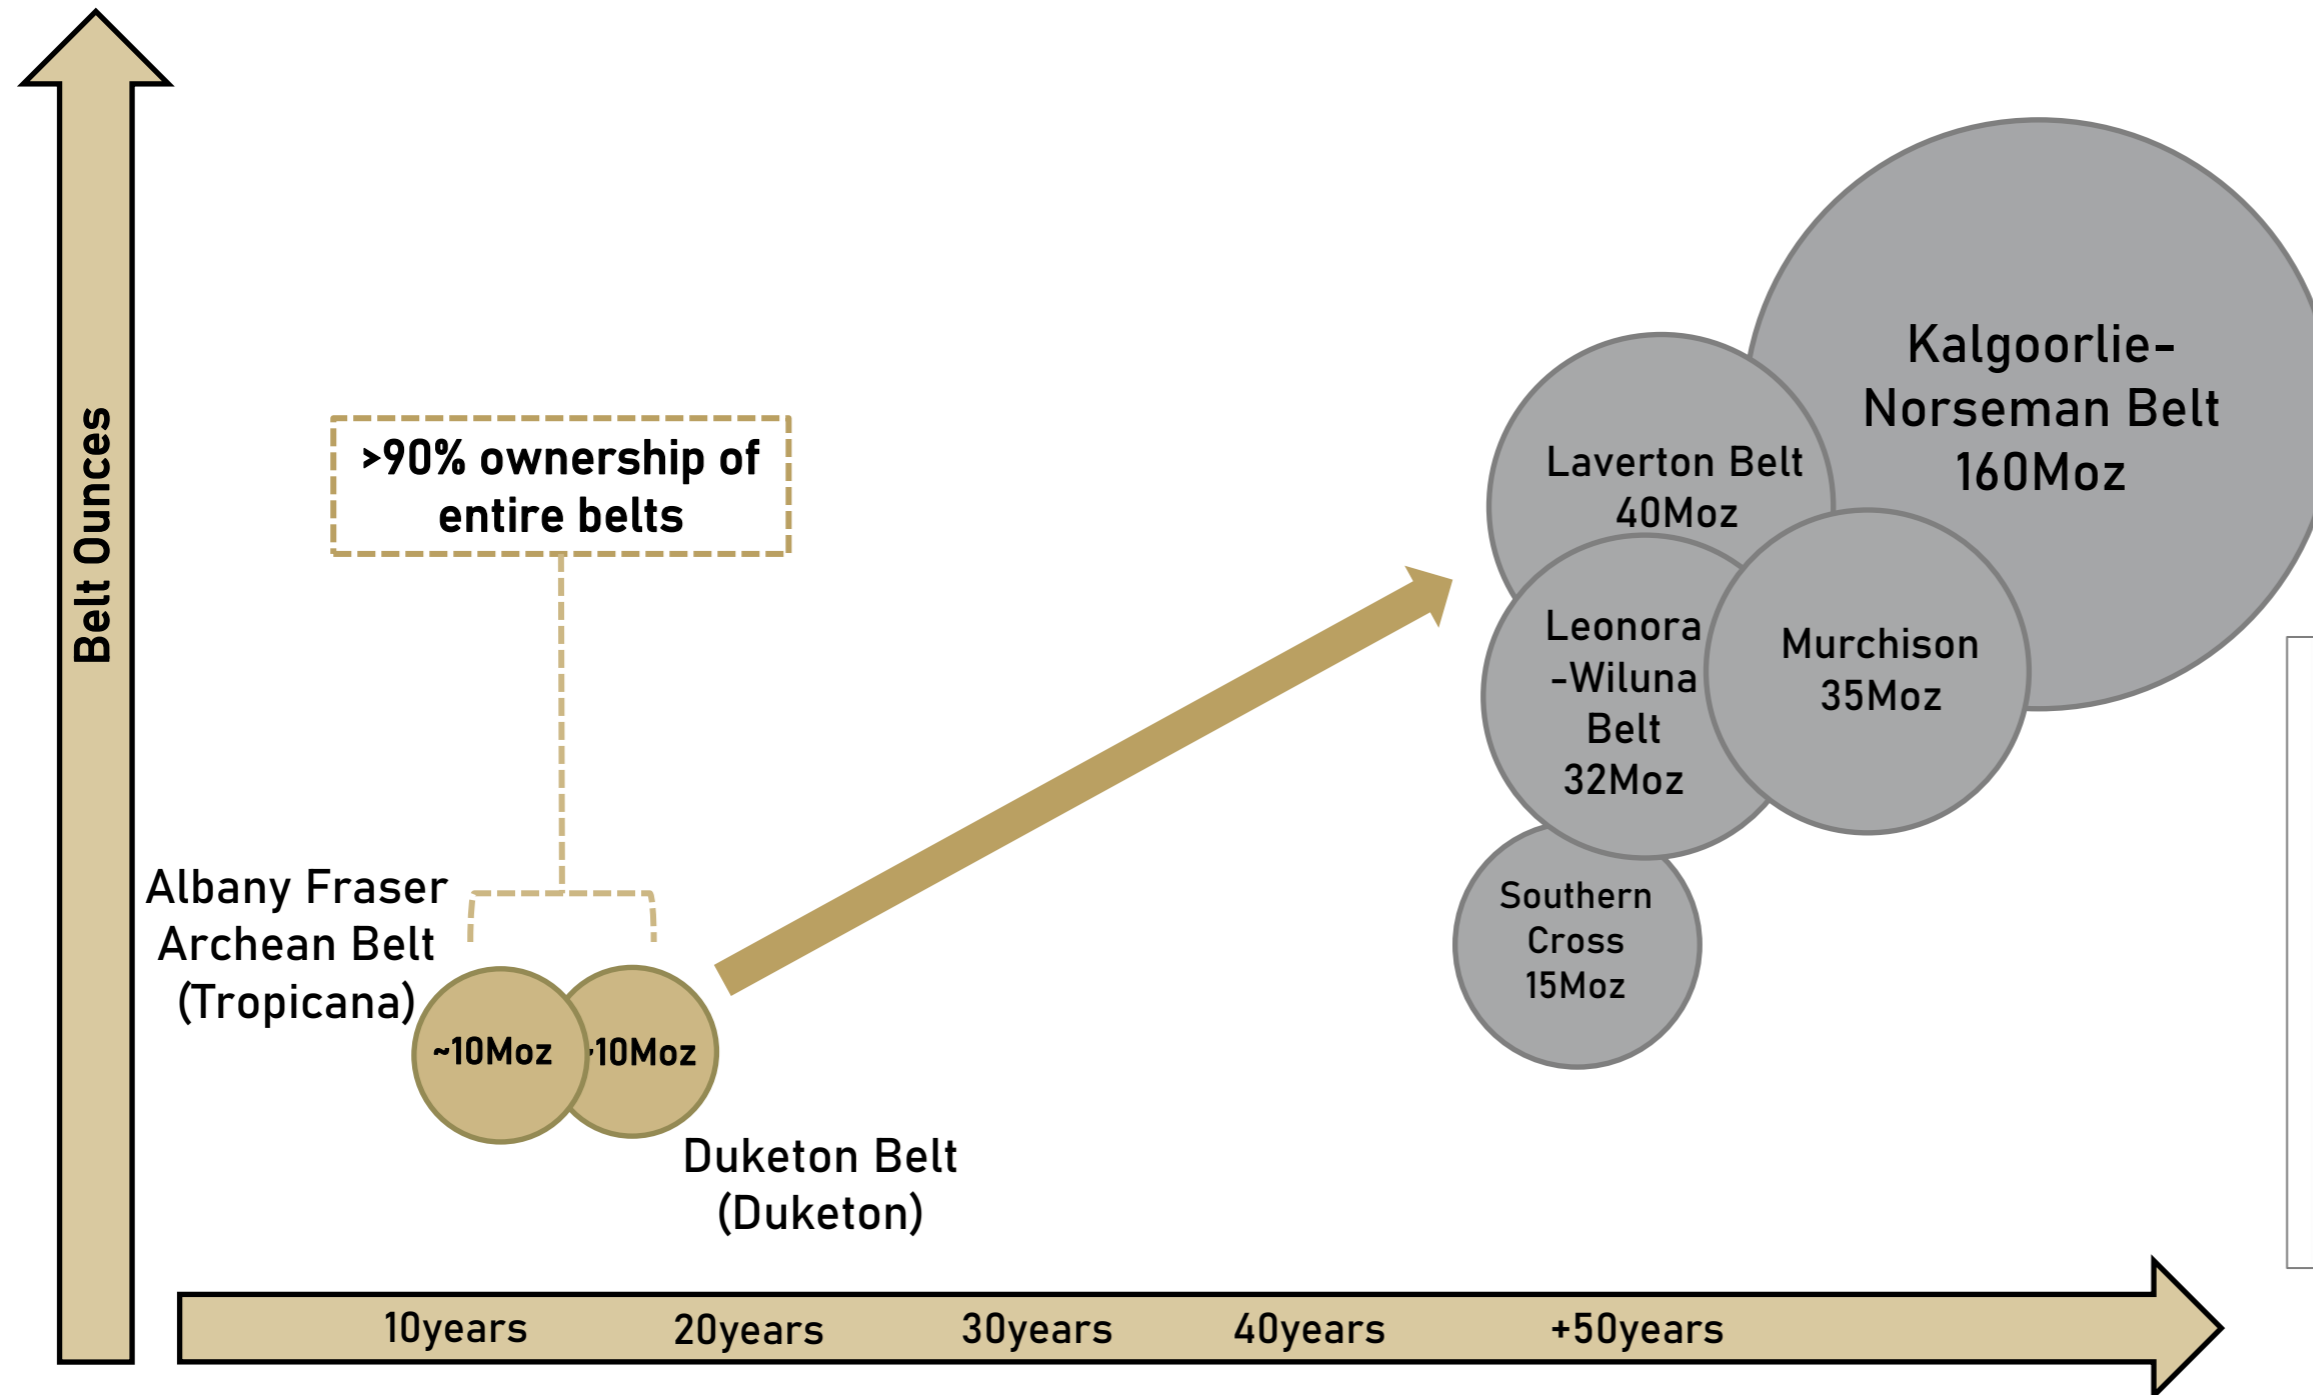 Belt Ounces
>90% ownership of
entire belts
Kalgoorlie-
Norseman Belt
160Moz
Laverton Belt
40Moz
Leonora
-Wiluna
Belt
32Moz
Murchison
35Moz
Southern
Cross
15Moz
Albany Fraser
Archean Belt
(Tropicana)
~10Moz
~10Moz
Duketon Belt
(Duketon)
10years
20years
30years
40years
+50years